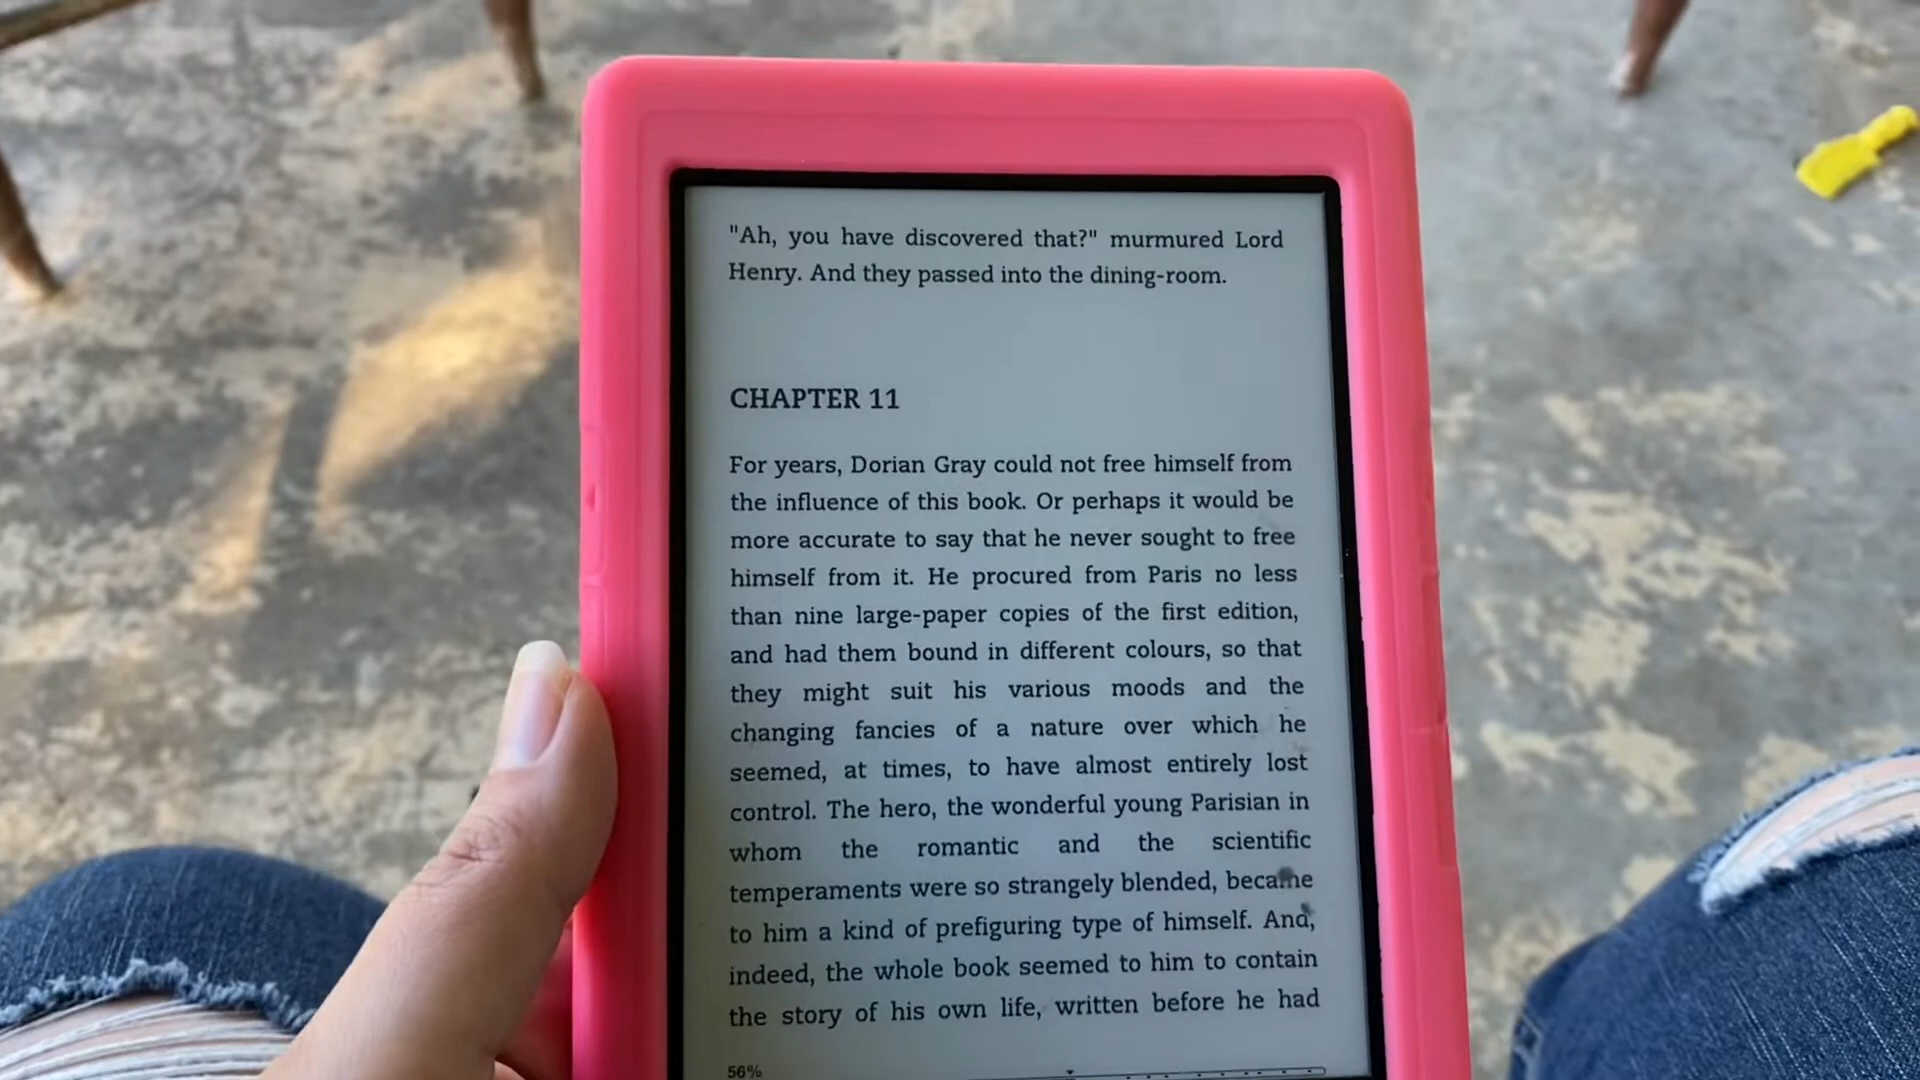 "Ah, you have discovered that?" murmured Lord
Henry. And they passed into the dining-room.
CHAPTER 11
For years, Dorian Gray could not free himself from
the influence of this book. Or perhaps it would be
more accurate to say that he never sought to free
himself from it. He procured from Paris no less
than nine large-paper copies of the first edition,
and had them bound in different colours, so that
they might suit his various moods and the
changing fancies of a nature over which he
seemed, at times, to have almost entirely lost
control. The hero, the wonderful young Parisian in
whom the romantic and the scientific
temperaments were so strangely blended, became
to him a kind of prefiguring type of himself. And,
indeed, the whole book seemed to him to contain
the story of his own life, written before he had
56%